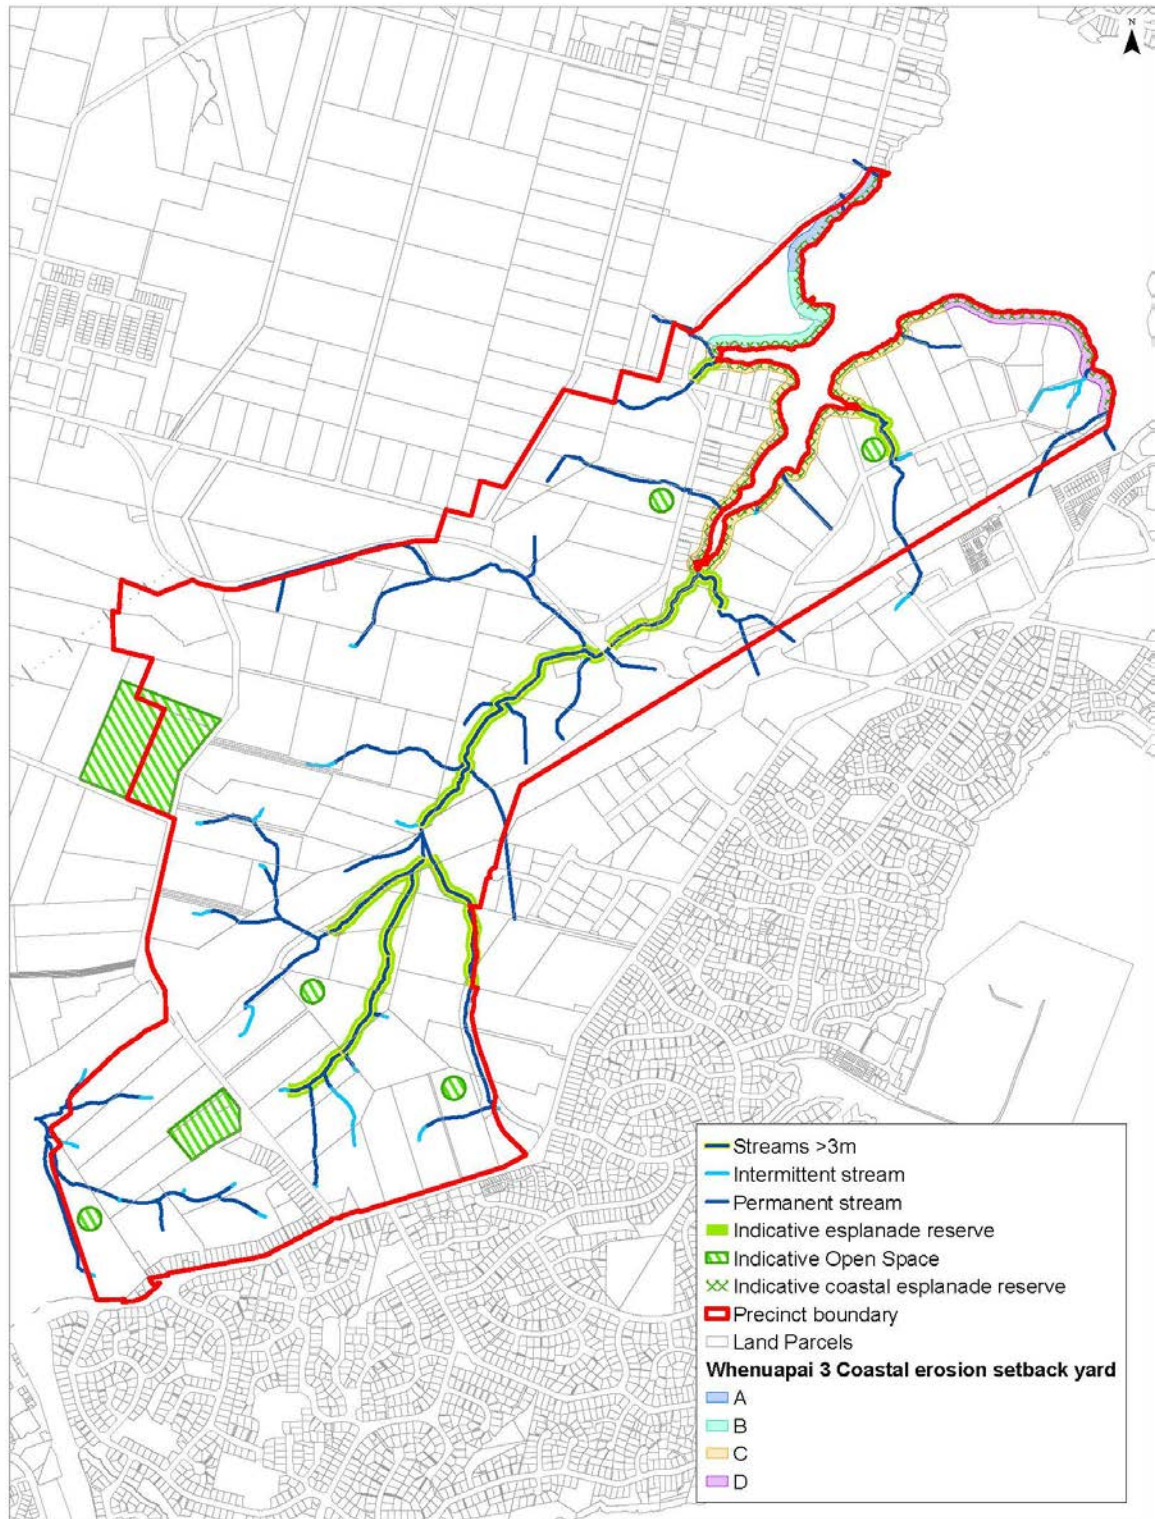 N
Streams >3m
Intermittent stream
Permanent stream
Indicative esplanade reserve
Indicative Open Space
Indicative coastal esplanade reserve
Precinct boundary
Land Parcels
Whenuapai 3 Coastal erosion setback yard
A
B
C
D